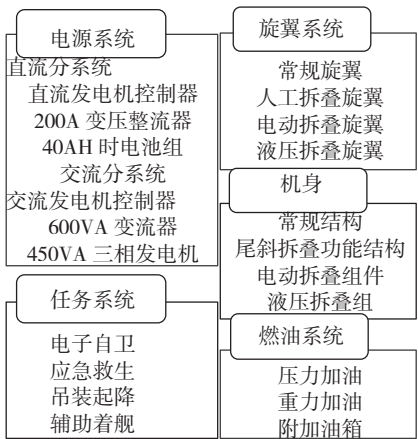 电源系统
直流分系统
直流发电机控制器
200A 变压整流器
40AH 时电池组
交流分系统
交流发电机控制器
600VA 变流器
450VA 三相发电机
任务系统
电子自卫
应急救生
吊装起降
辅助着舰
旋翼系统
常规旋翼
人工拆叠旋翼
电动拆叠旋翼
液压拆叠旋翼
机身
常规结构
尾斜拆叠功能结构
电动拆叠组件
液压拆叠组
燃油系统
压力加油
重力加油
附加油箱